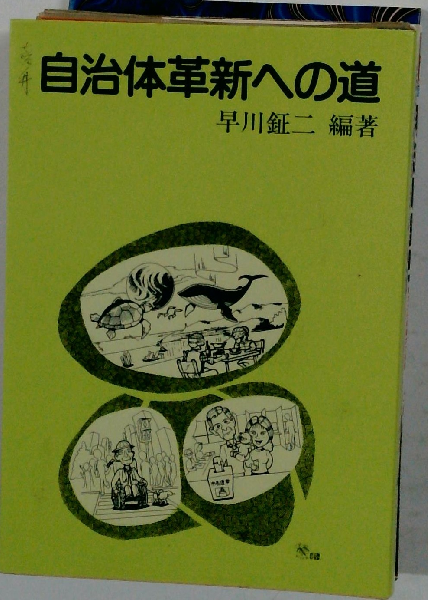 自治体革新への道
早川鉦二 編著